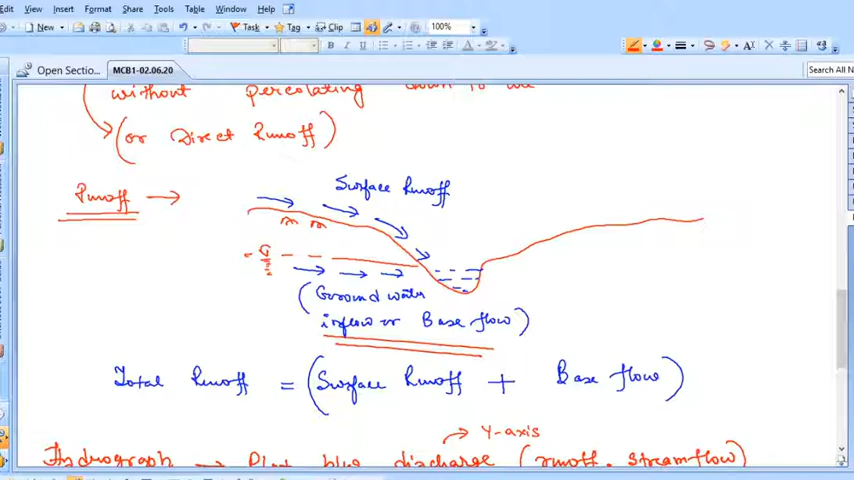 Edit View Insert Format Share Tools Table Window Help
New Task Tag Clip 100%
Open Sectio... MCB1-02.06.20 Search All N
without percolating down to
(or Direct Runoff)
Surface Runoff
Runoff →
(Ground water
inflow or Base flow)
Total Runoff = (Surface Runoff + Base flow)
→ Y-axis
Hydrograph → Plot b/w discharge (runoff, streamflow)